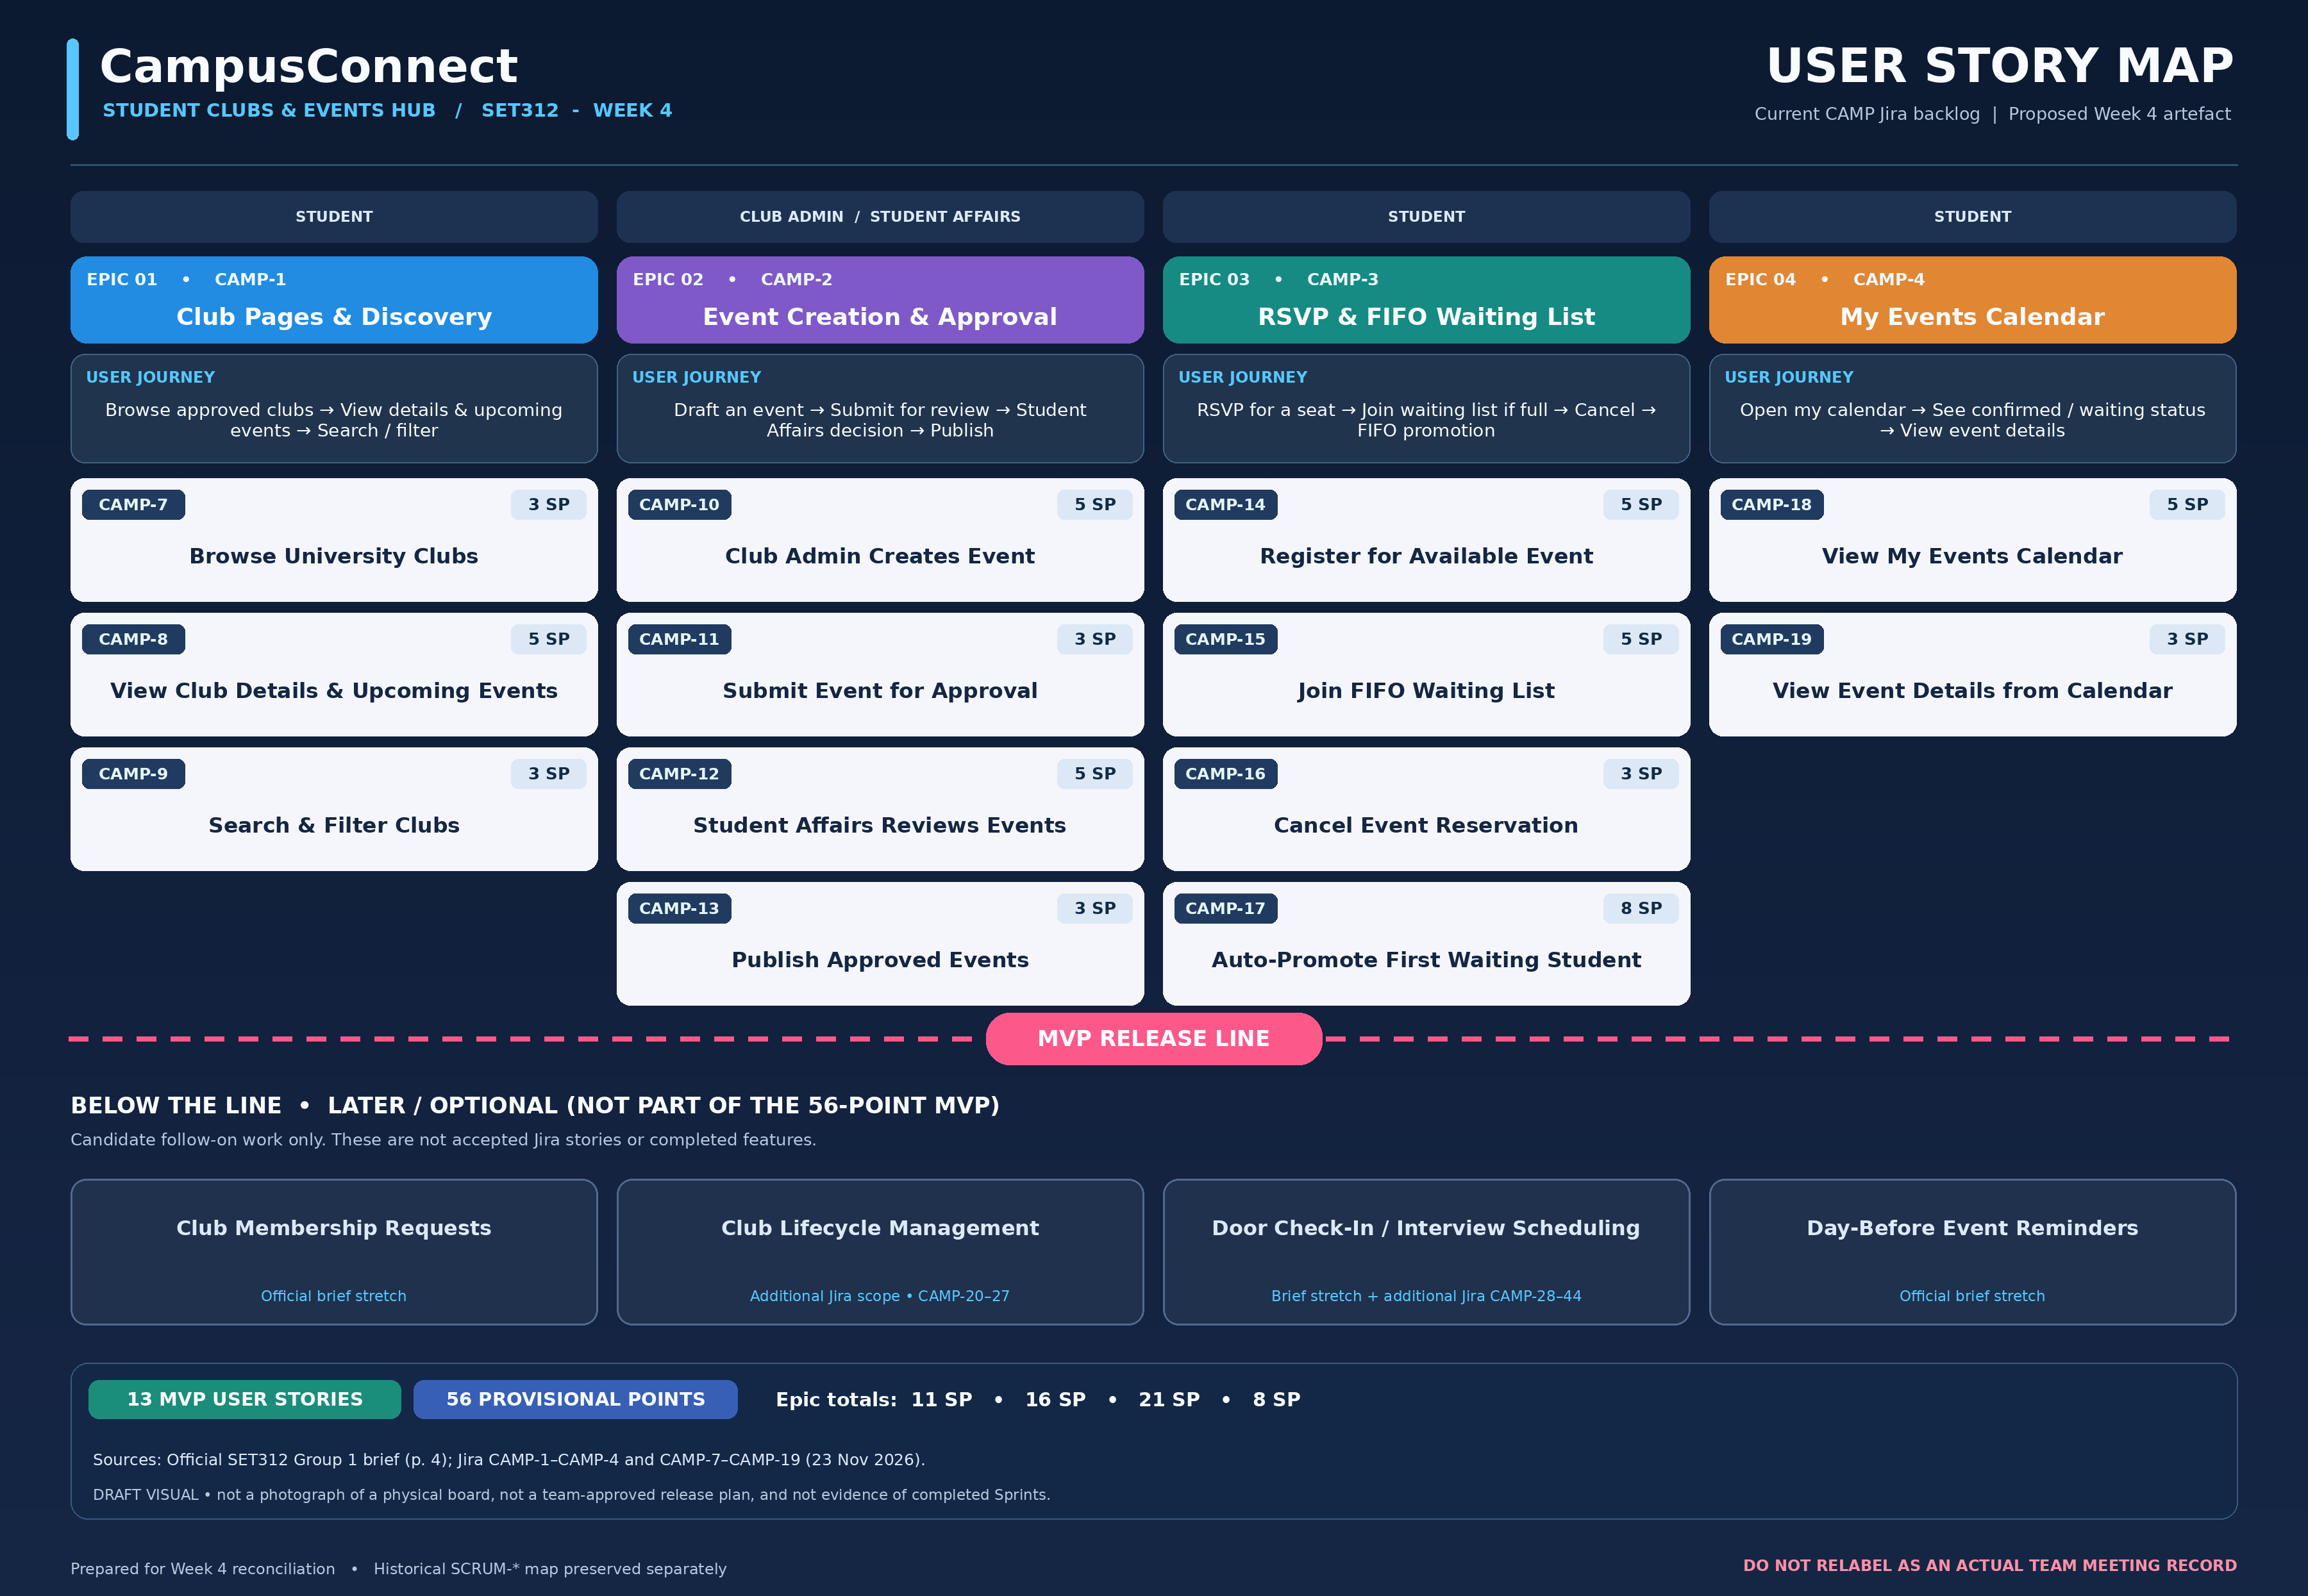 CampusConnect
STUDENT CLUBS & EVENTS HUB / SET312 - WEEK 4
USER STORY MAP
Current CAMP Jira backlog | Proposed Week 4 artefact
STUDENT
CLUB ADMIN / STUDENT AFFAIRS
STUDENT
STUDENT
EPIC 01 • CAMP-1
Club Pages & Discovery
EPIC 02 • CAMP-2
Event Creation & Approval
EPIC 03 • CAMP-3
RSVP & FIFO Waiting List
EPIC 04 • CAMP-4
My Events Calendar
USER JOURNEY
Browse approved clubs → View details & upcoming
events → Search / filter
USER JOURNEY
Draft an event → Submit for review → Student
Affairs decision → Publish
USER JOURNEY
RSVP for a seat → Join waiting list if full → Cancel →
FIFO promotion
USER JOURNEY
Open my calendar → See confirmed / waiting status
→ View event details
CAMP-7 3 SP
Browse University Clubs
CAMP-10 5 SP
Club Admin Creates Event
CAMP-14 5 SP
Register for Available Event
CAMP-18 5 SP
View My Events Calendar
CAMP-8 5 SP
View Club Details & Upcoming Events
CAMP-11 3 SP
Submit Event for Approval
CAMP-15 5 SP
Join FIFO Waiting List
CAMP-19 3 SP
View Event Details from Calendar
CAMP-9 3 SP
Search & Filter Clubs
CAMP-12 5 SP
Student Affairs Reviews Events
CAMP-16 3 SP
Cancel Event Reservation
CAMP-13 3 SP
Publish Approved Events
CAMP-17 8 SP
Auto-Promote First Waiting Student
MVP RELEASE LINE
BELOW THE LINE • LATER / OPTIONAL (NOT PART OF THE 56-POINT MVP)
Candidate follow-on work only. These are not accepted Jira stories or completed features.
Club Membership Requests
Official brief stretch
Club Lifecycle Management
Additional Jira scope • CAMP-20–27
Door Check-In / Interview Scheduling
Brief stretch + additional Jira CAMP-28–44
Day-Before Event Reminders
Official brief stretch
13 MVP USER STORIES
56 PROVISIONAL POINTS
Epic totals: 11 SP • 16 SP • 21 SP • 8 SP
Sources: Official SET312 Group 1 brief (p. 4); Jira CAMP-1–CAMP-4 and CAMP-7–CAMP-19 (23 Nov 2026).
DRAFT VISUAL • not a photograph of a physical board, not a team-approved release plan, and not evidence of completed Sprints.
Prepared for Week 4 reconciliation • Historical SCRUM-* map preserved separately
DO NOT RELABEL AS AN ACTUAL TEAM MEETING RECORD